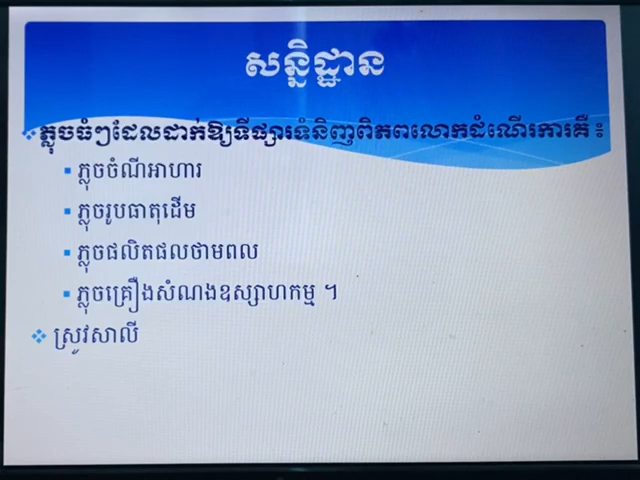 សន្និដ្ឋាន
ភ្លុចធំៗដែលដាក់ឱ្យទីផ្សារទំនិញពិភពលោកដំណើរការគឺ ៖
ភ្លុចចំណីអាហារ
ភ្លុចរូបធាតុដើម
ភ្លុចផលិតផលថាមពល
ភ្លុចគ្រឿងសំណងឧស្សាហកម្ម ។
ស្រូវសាលី